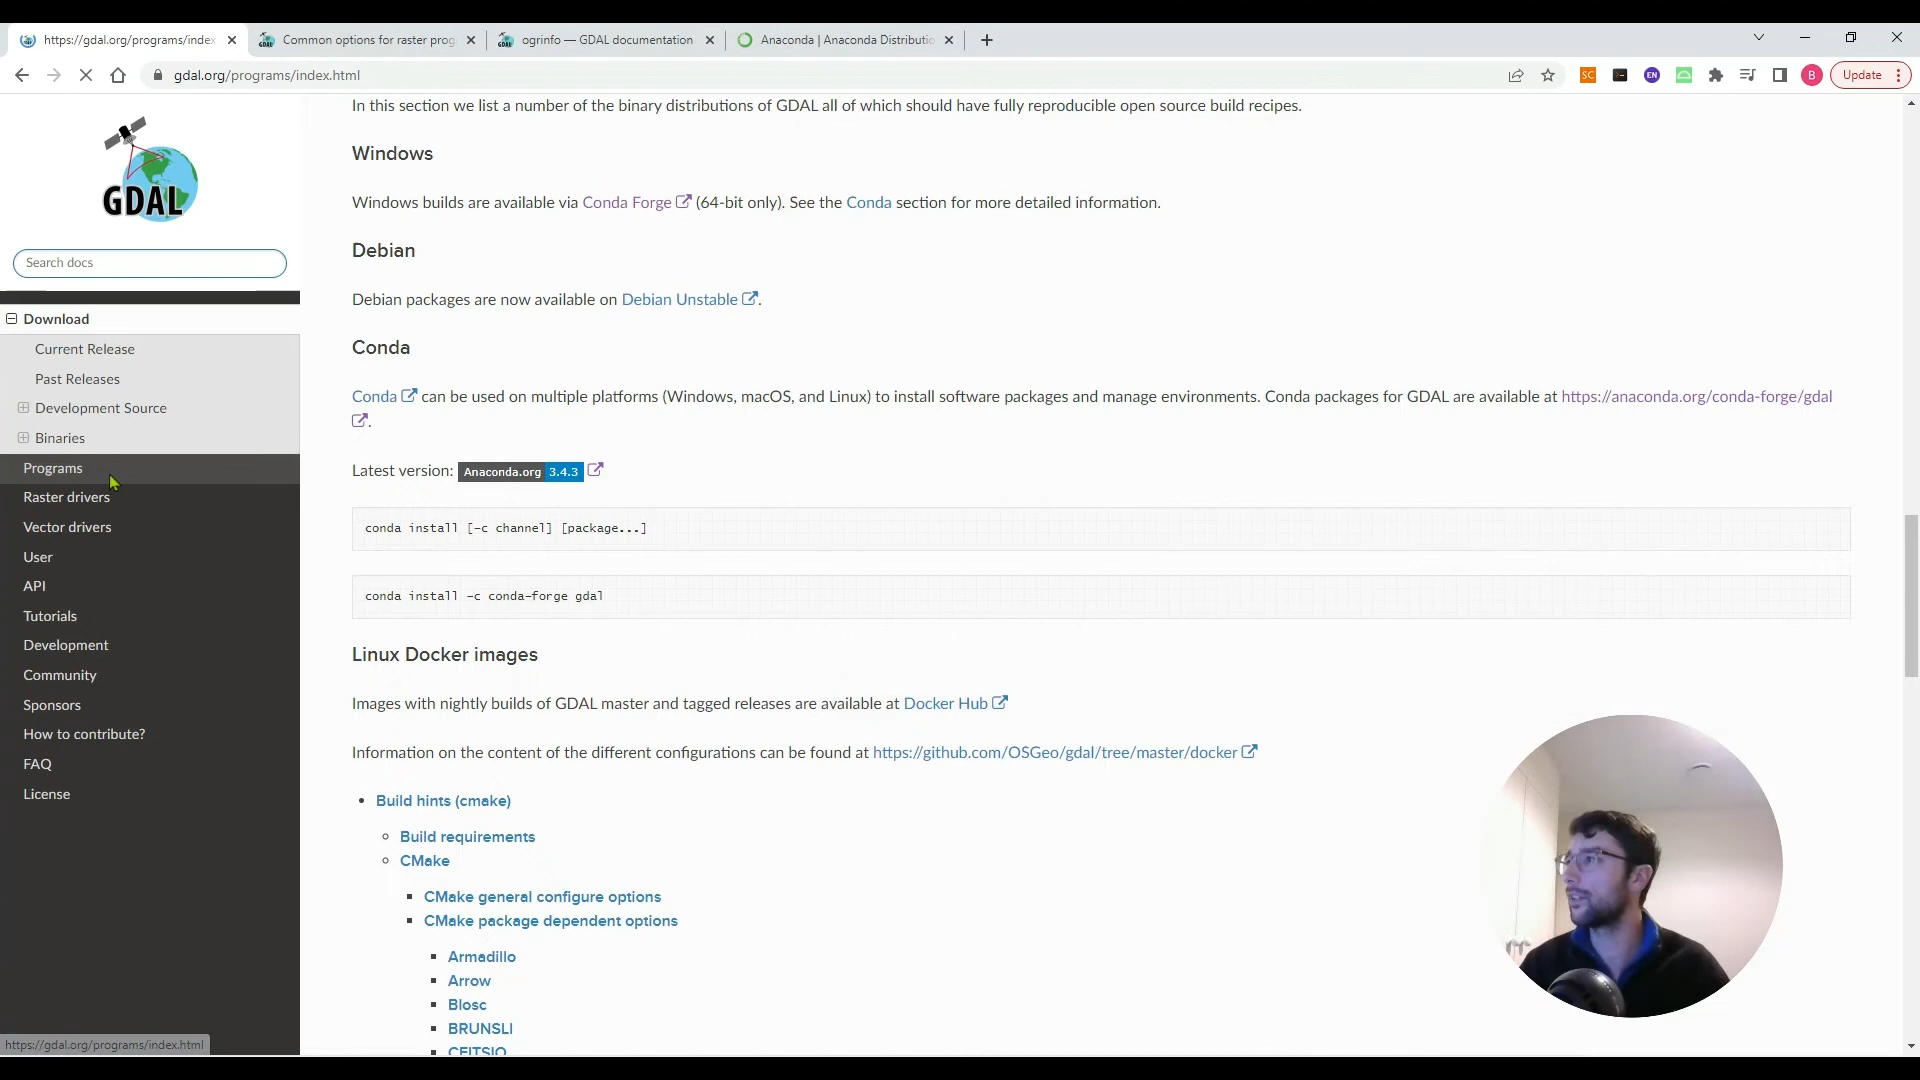 https://gdal.org/programs/index
Common options for raster prog
ogrinfo — GDAL documentation
Anaconda | Anaconda Distributio
gdal.org/programs/index.html
SC
EN
B
Update
GDAL
Search docs
Download
Current Release
Past Releases
Development Source
Binaries
Programs
Raster drivers
Vector drivers
User
API
Tutorials
Development
Community
Sponsors
How to contribute?
FAQ
License
In this section we list a number of the binary distributions of GDAL all of which should have fully reproducible open source build recipes.
Windows
Windows builds are available via Conda Forge (64-bit only). See the Conda section for more detailed information.
Debian
Debian packages are now available on Debian Unstable.
Conda
Conda can be used on multiple platforms (Windows, macOS, and Linux) to install software packages and manage environments. Conda packages for GDAL are available at https://anaconda.org/conda-forge/gdal
.
Latest version: Anaconda.org 3.4.3
conda install [-c channel] [package...]
conda install -c conda-forge gdal
Linux Docker images
Images with nightly builds of GDAL master and tagged releases are available at Docker Hub
Information on the content of the different configurations can be found at https://github.com/OSGeo/gdal/tree/master/docker
Build hints (cmake)
Build requirements
CMake
CMake general configure options
CMake package dependent options
Armadillo
Arrow
Blosc
BRUNSLI
CFITSIO
https://gdal.org/programs/index.html